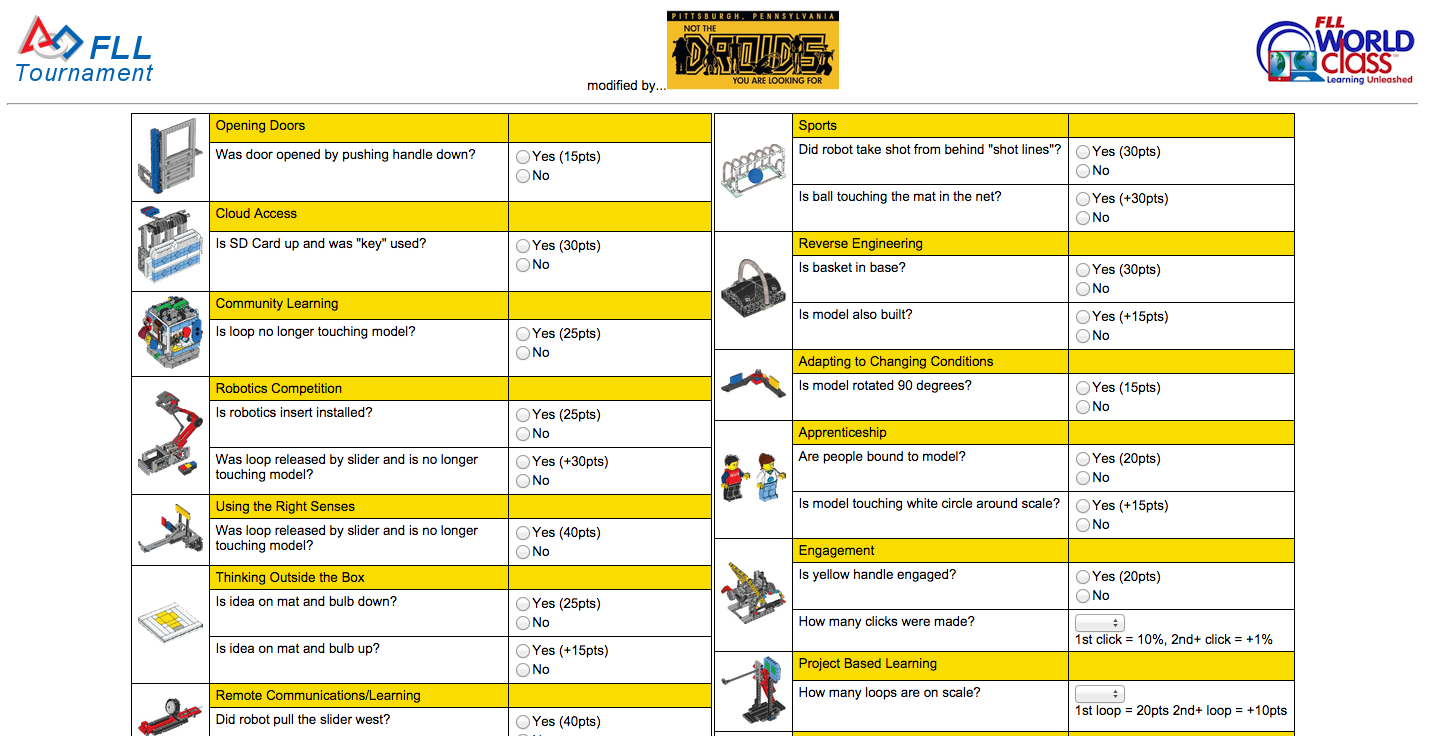 FLL
Tournament
modified by...
PITTSBURGH, PENNSYLVANIA
NOT THE
DROIDS
YOU ARE LOOKING FOR
FLL
WORLD
class
Learning Unleashed
Opening Doors
Was door opened by pushing handle down?
Yes (15pts)
No
Cloud Access
Is SD Card up and was "key" used?
Yes (30pts)
No
Community Learning
Is loop no longer touching model?
Yes (25pts)
No
Robotics Competition
Is robotics insert installed?
Yes (25pts)
No
Was loop released by slider and is no longer
touching model?
Yes (+30pts)
No
Using the Right Senses
Was loop released by slider and is no longer
touching model?
Yes (40pts)
No
Thinking Outside the Box
Is idea on mat and bulb down?
Yes (25pts)
No
Is idea on mat and bulb up?
Yes (+15pts)
No
Remote Communications/Learning
Did robot pull the slider west?
Yes (40pts)
Sports
Did robot take shot from behind "shot lines"?
Yes (30pts)
No
Is ball touching the mat in the net?
Yes (+30pts)
No
Reverse Engineering
Is basket in base?
Yes (30pts)
No
Is model also built?
Yes (+15pts)
No
Adapting to Changing Conditions
Is model rotated 90 degrees?
Yes (15pts)
No
Apprenticeship
Are people bound to model?
Yes (20pts)
No
Is model touching white circle around scale?
Yes (+15pts)
No
Engagement
Is yellow handle engaged?
Yes (20pts)
No
How many clicks were made?
1st click = 10%, 2nd+ click = +1%
Project Based Learning
How many loops are on scale?
1st loop = 20pts 2nd+ loop = +10pts